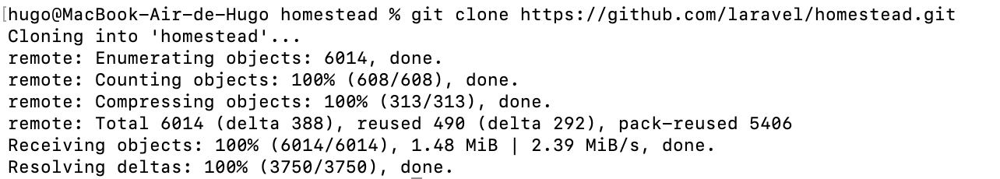 hugo@MacBook-Air-de-Hugo homestead % git clone https://github.com/laravel/homestead.git
Cloning into 'homestead'...
remote: Enumerating objects: 6014, done.
remote: Counting objects: 100% (608/608), done.
remote: Compressing objects: 100% (313/313), done.
remote: Total 6014 (delta 388), reused 490 (delta 292), pack-reused 5406
Receiving objects: 100% (6014/6014), 1.48 MiB | 2.39 MiB/s, done.
Resolving deltas: 100% (3750/3750), done.